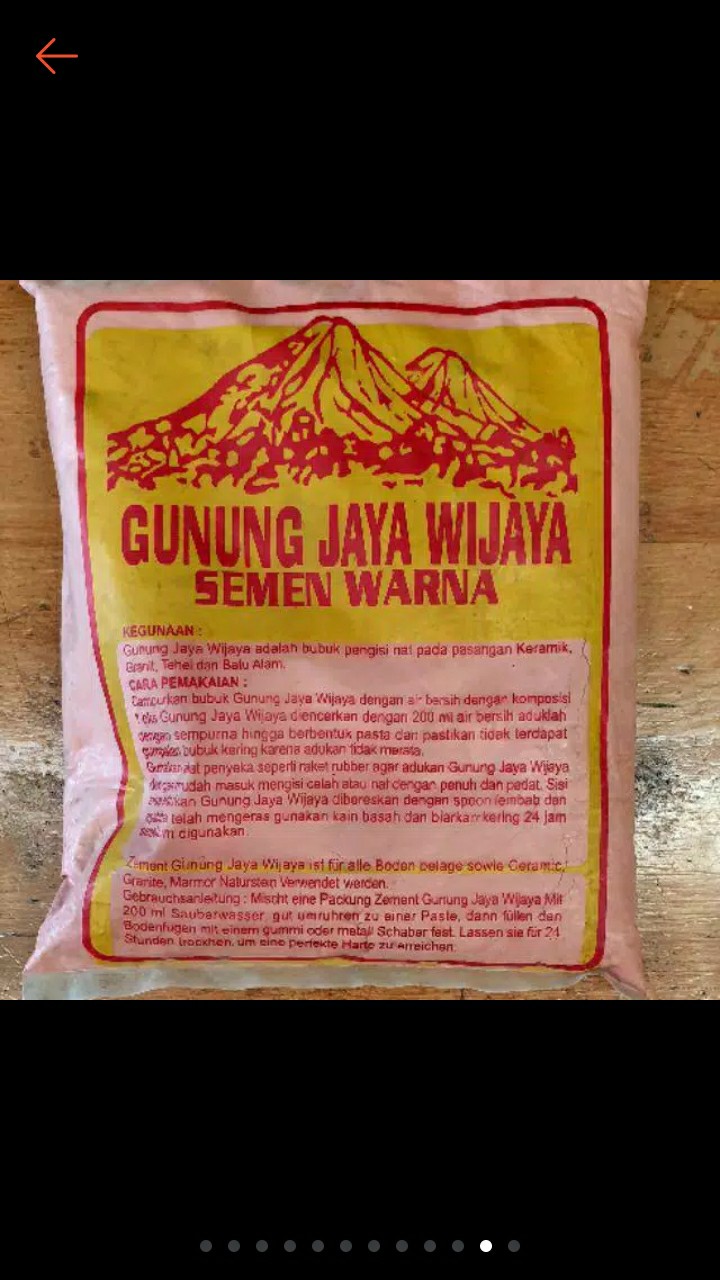 GUNUNG JAYA WIJAYA
SEMEN WARNA
KEGUNAAN :
Gunung Jaya Wijaya adalah bubuk pengisi nat pada pasangan Keramik,
Granit, Tehel dan Batu Alam.
CARA PEMAKAIAN :
Campurkan bubuk Gunung Jaya Wijaya dengan air bersih dengan komposisi
Gunung Jaya Wijaya diencerkan dengan 200 ml air bersih aduklah
dengan sempurna hingga berbentuk pasta dan pastikan tidak terdapat
gumpalan bubuk kering karena adukan tidak merata.
penyeka seperti raket rubber agar adukan Gunung Jaya Wijaya
mudah masuk mengisi celah atau nat dengan penuh dan padat. Sisi
Gunung Jaya Wijaya dibereskan dengan spoon lembab dan
telah mengeras gunakan kain basah dan biarkan kering 24 jam
digunakan.
Zement Gunung Jaya Wijaya ist für alle Boden belage sowie Ceramic,
Granite, Marmor Naturstein Verwendet werden.
Gebrauchsanleitung : Mischt eine Packung Zement Gunung Jaya Wijaya Mit
200 ml Sauberwasser, gut umruhren zu einer Paste, dann füllen den
Bodenfugen mit einem gummi oder metall Schaber fest. Lassen sie für 24
Stunden trockhen, um eine perfekte Harte zu erreichen.